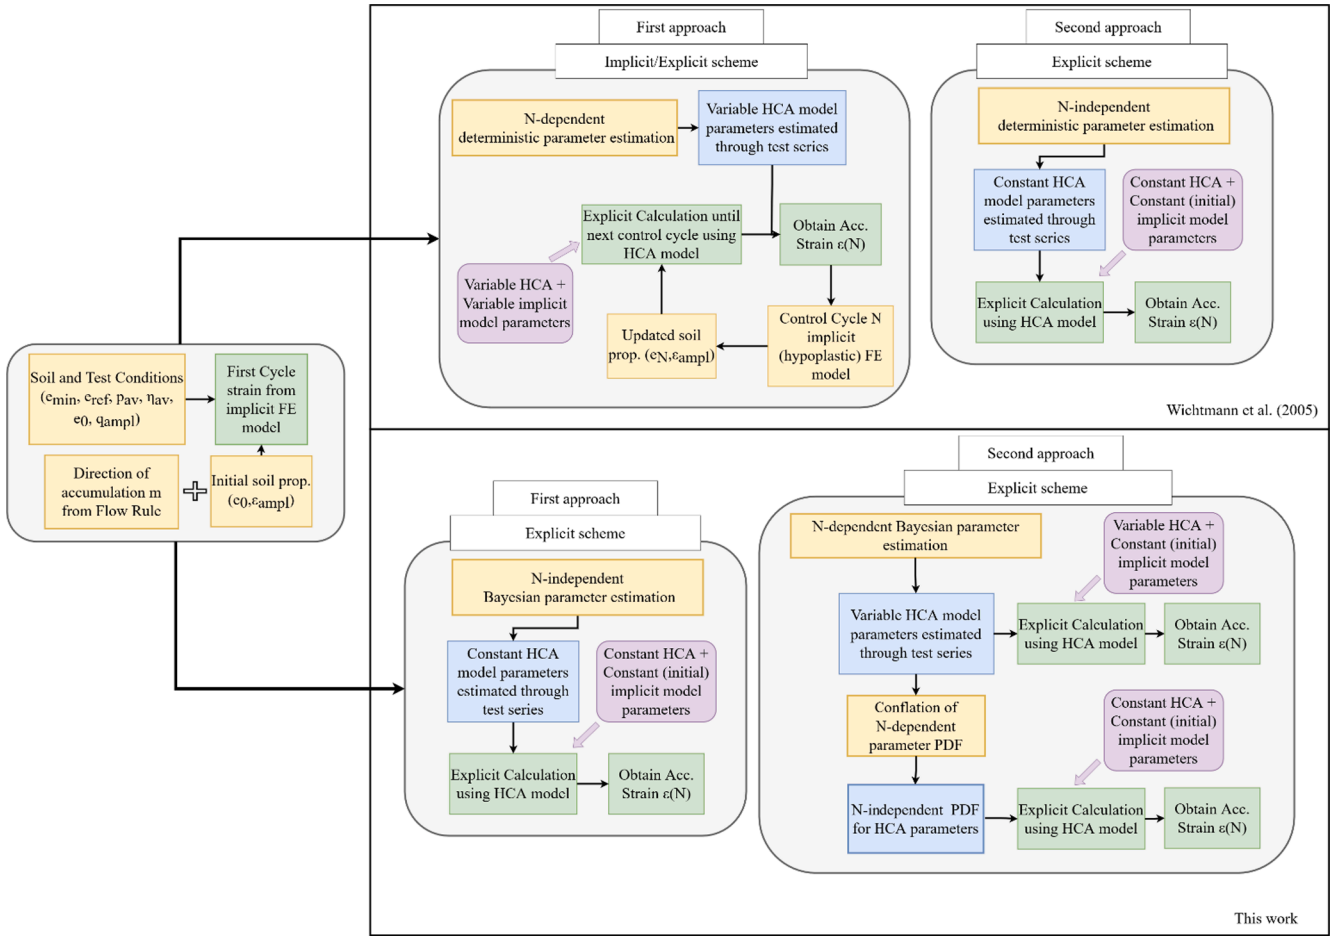 First approach
Implicit/Explicit scheme
N-dependent
deterministic parameter estimation
Variable HCA model
parameters estimated
through test series
Explicit Calculation until
next control cycle using
HCA model
Obtain Acc.
Strain ε(N)
Variable HCA +
Variable implicit
model parameters
Updated soil
prop. (eN,εampl)
Control Cycle N
implicit
(hypoplastic) FE
model
Second approach
Explicit scheme
N-independent
deterministic parameter estimation
Constant HCA
model parameters
estimated through
test series
Constant HCA +
Constant (initial)
implicit model
parameters
Explicit Calculation
using HCA model
Obtain Acc.
Strain ε(N)
Wichtmann et al. (2005)
Soil and Test Conditions
(emin, eref, pav, ηav,
e0, qampl)
First Cycle
strain from
implicit FE
model
Direction of
accumulation m
from Flow Rule
Initial soil prop.
(e0,εampl)
First approach
Explicit scheme
N-independent
Bayesian parameter estimation
Constant HCA
model parameters
estimated through
test series
Constant HCA +
Constant (initial)
implicit model
parameters
Explicit Calculation
using HCA model
Obtain Acc.
Strain ε(N)
Second approach
Explicit scheme
N-dependent Bayesian parameter
estimation
Variable HCA +
Constant (initial)
implicit model
parameters
Variable HCA model
parameters estimated
through test series
Explicit Calculation
using HCA model
Obtain Acc.
Strain ε(N)
Conflation of
N-dependent
parameter PDF
Constant HCA +
Constant (initial)
implicit model
parameters
N-independent PDF
for HCA parameters
Explicit Calculation
using HCA model
Obtain Acc.
Strain ε(N)
This work